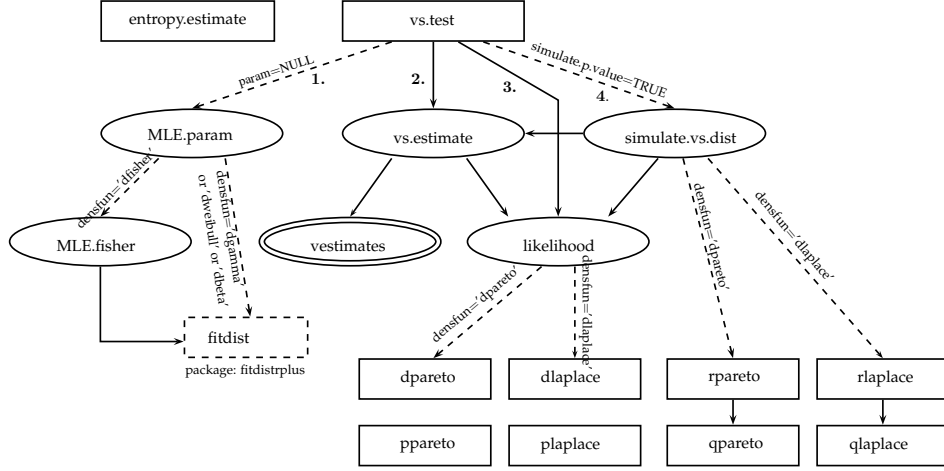 entropy.estimate
vs.test
param=NULL
1.
2.
3.
simulate.p.value=TRUE
4.
MLE.param
vs.estimate
simulate.vs.dist
densfun='dfisher'
densfun='dgamma'
or 'dweibull' or 'dbeta'
densfun='dpareto'
densfun='dlaplace'
MLE.fisher
vestimates
likelihood
densfun='dpareto'
densfun='dlaplace'
fitdist
package: fitdistrplus
dpareto
dlaplace
rpareto
rlaplace
ppareto
plaplace
qpareto
qlaplace